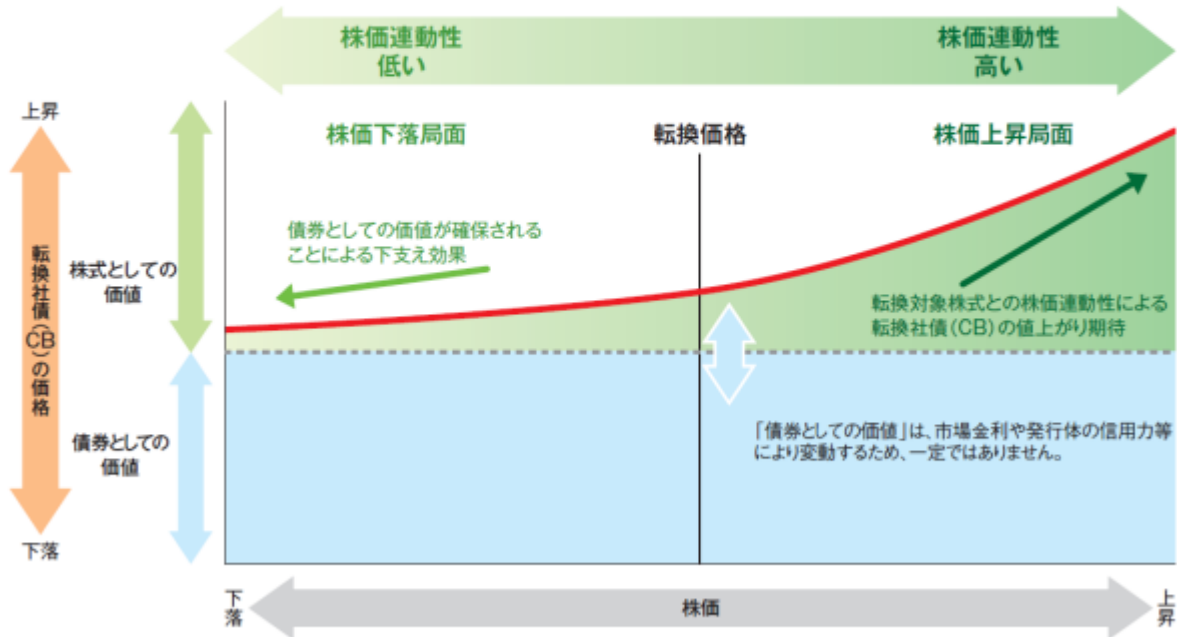 株価連動性
低い
株価連動性
高い
上昇
株価下落局面
転換価格
株価上昇局面
債券としての価値が確保される
ことによる下支え効果
転換社債(CB)の価格
株式としての
価値
転換対象株式との株価連動性による
転換社債(CB)の値上がり期待
債券としての
価値
「債券としての価値」は、市場金利や発行体の信用力等
により変動するため、一定ではありません。
下落
下落
株価
上昇